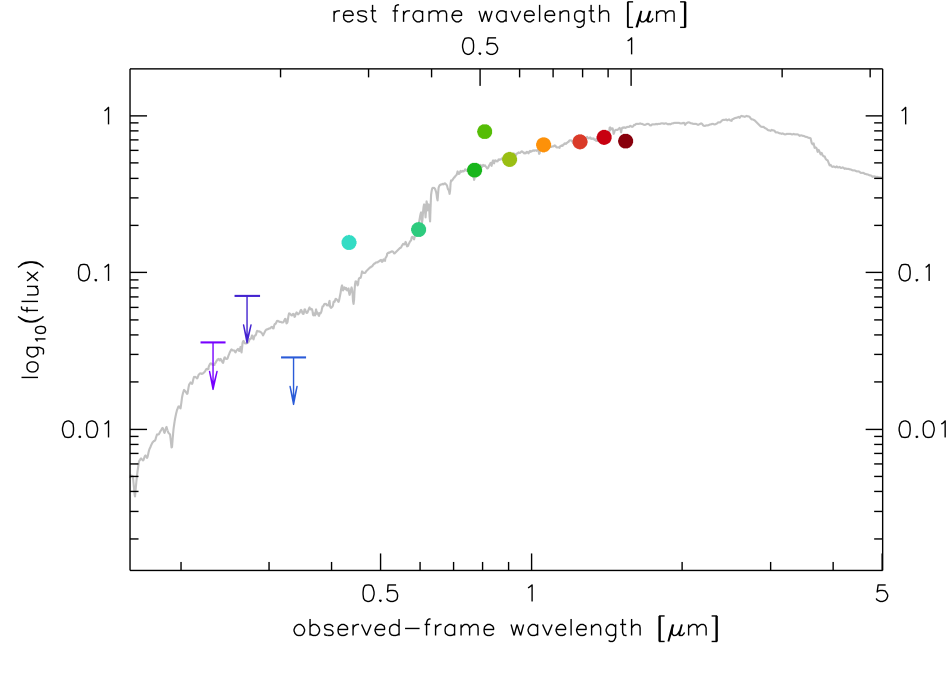 rest frame wavelength [μm]
0.5 1
1 1
0.1 0.1
0.01 0.01
log10(flux)
0.5 1 5
observed-frame wavelength [μm]